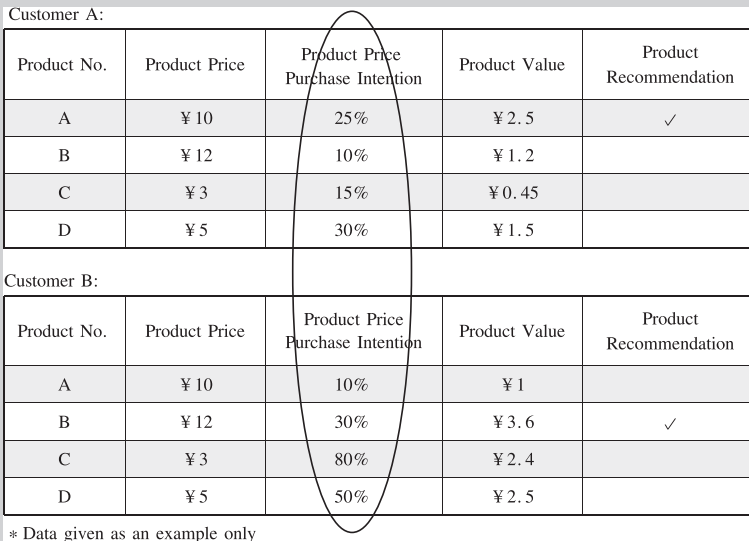 Customer A:
Product No. Product Price Product Price Purchase Intention Product Value Product Recommendation
A ¥10 25% ¥2.5 ✓
B ¥12 10% ¥1.2
C ¥3 15% ¥0.45
D ¥5 30% ¥1.5
Customer B:
Product No. Product Price Product Price Purchase Intention Product Value Product Recommendation
A ¥10 10% ¥1
B ¥12 30% ¥3.6 ✓
C ¥3 80% ¥2.4
D ¥5 50% ¥2.5
* Data given as an example only